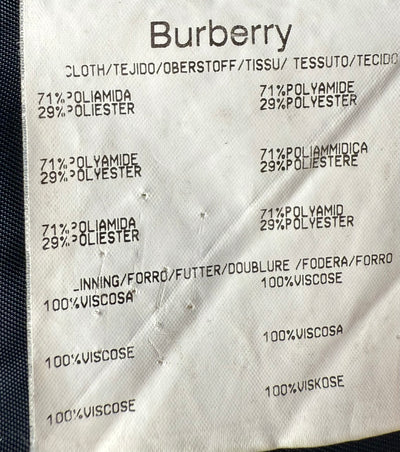 Burberry
CLOTH/TEJIDO/OBERSTOFF/TISSU/ TESSUTO/TECIDO
71%POLIAMIDA
29%POLIESTER
71%POLYAMIDE
29%POLYESTER
71%POLYAMIDE
29%POLYESTER
71%POLIAMMIDICA
29%POLIESTERE
71%POLIAMIDA
29%POLIESTER
71%POLYAMID
29%POLYESTER
LINNING/FORRO/FUTTER/DOUBLURE /FODERA/FORRO
100%VISCOSA
100%VISCOSE
100%VISCOSE
100%VISCOSA
100%VISCOSE
100%VISKOSE